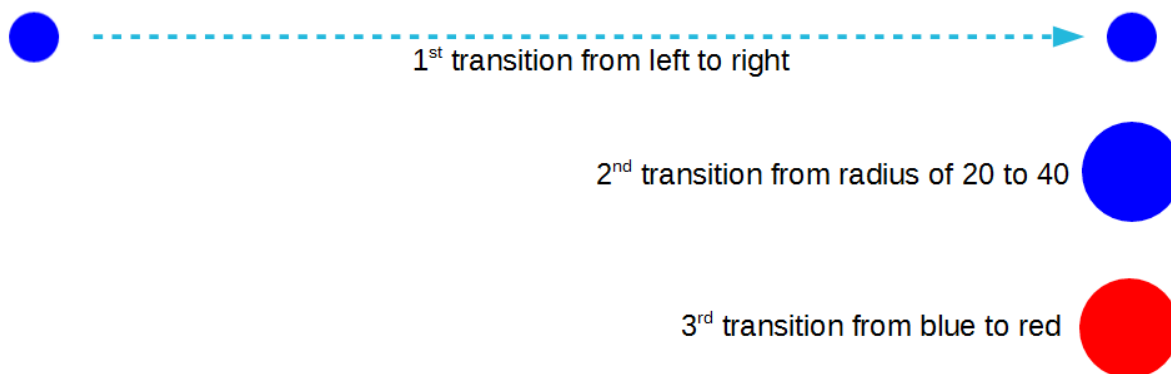 1st transition from left to right
2nd transition from radius of 20 to 40
3rd transition from blue to red